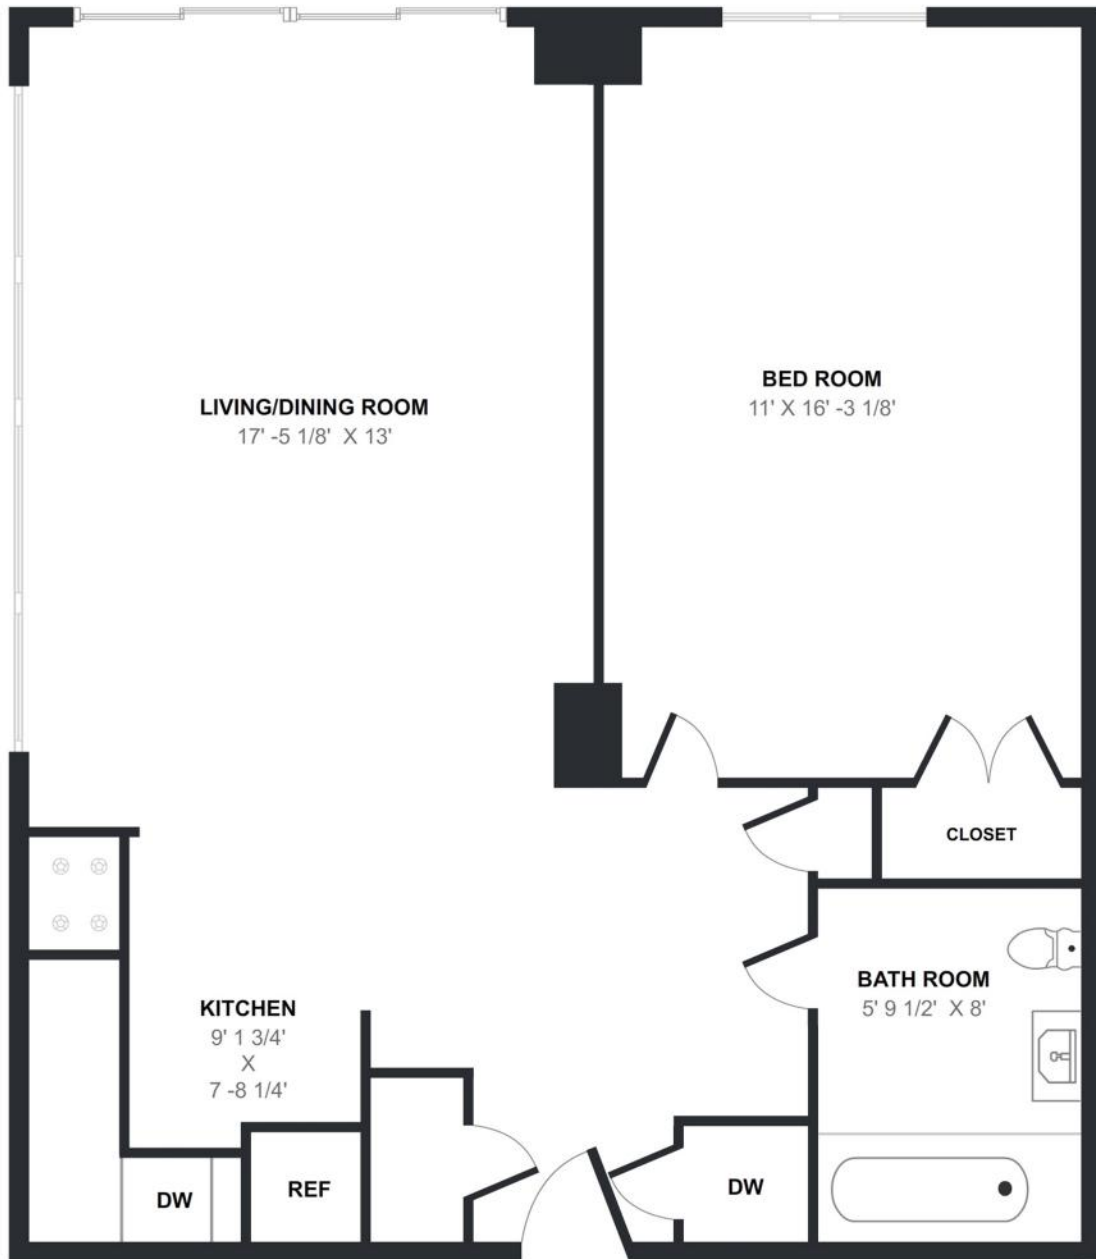 BED ROOM
11' X 16' -3 1/8'
LIVING/DINING ROOM
17' -5 1/8' X 13'
CLOSET
BATH ROOM
5' 9 1/2' X 8'
KITCHEN
9' 1 3/4'
X
7 -8 1/4'
DW
REF
DW